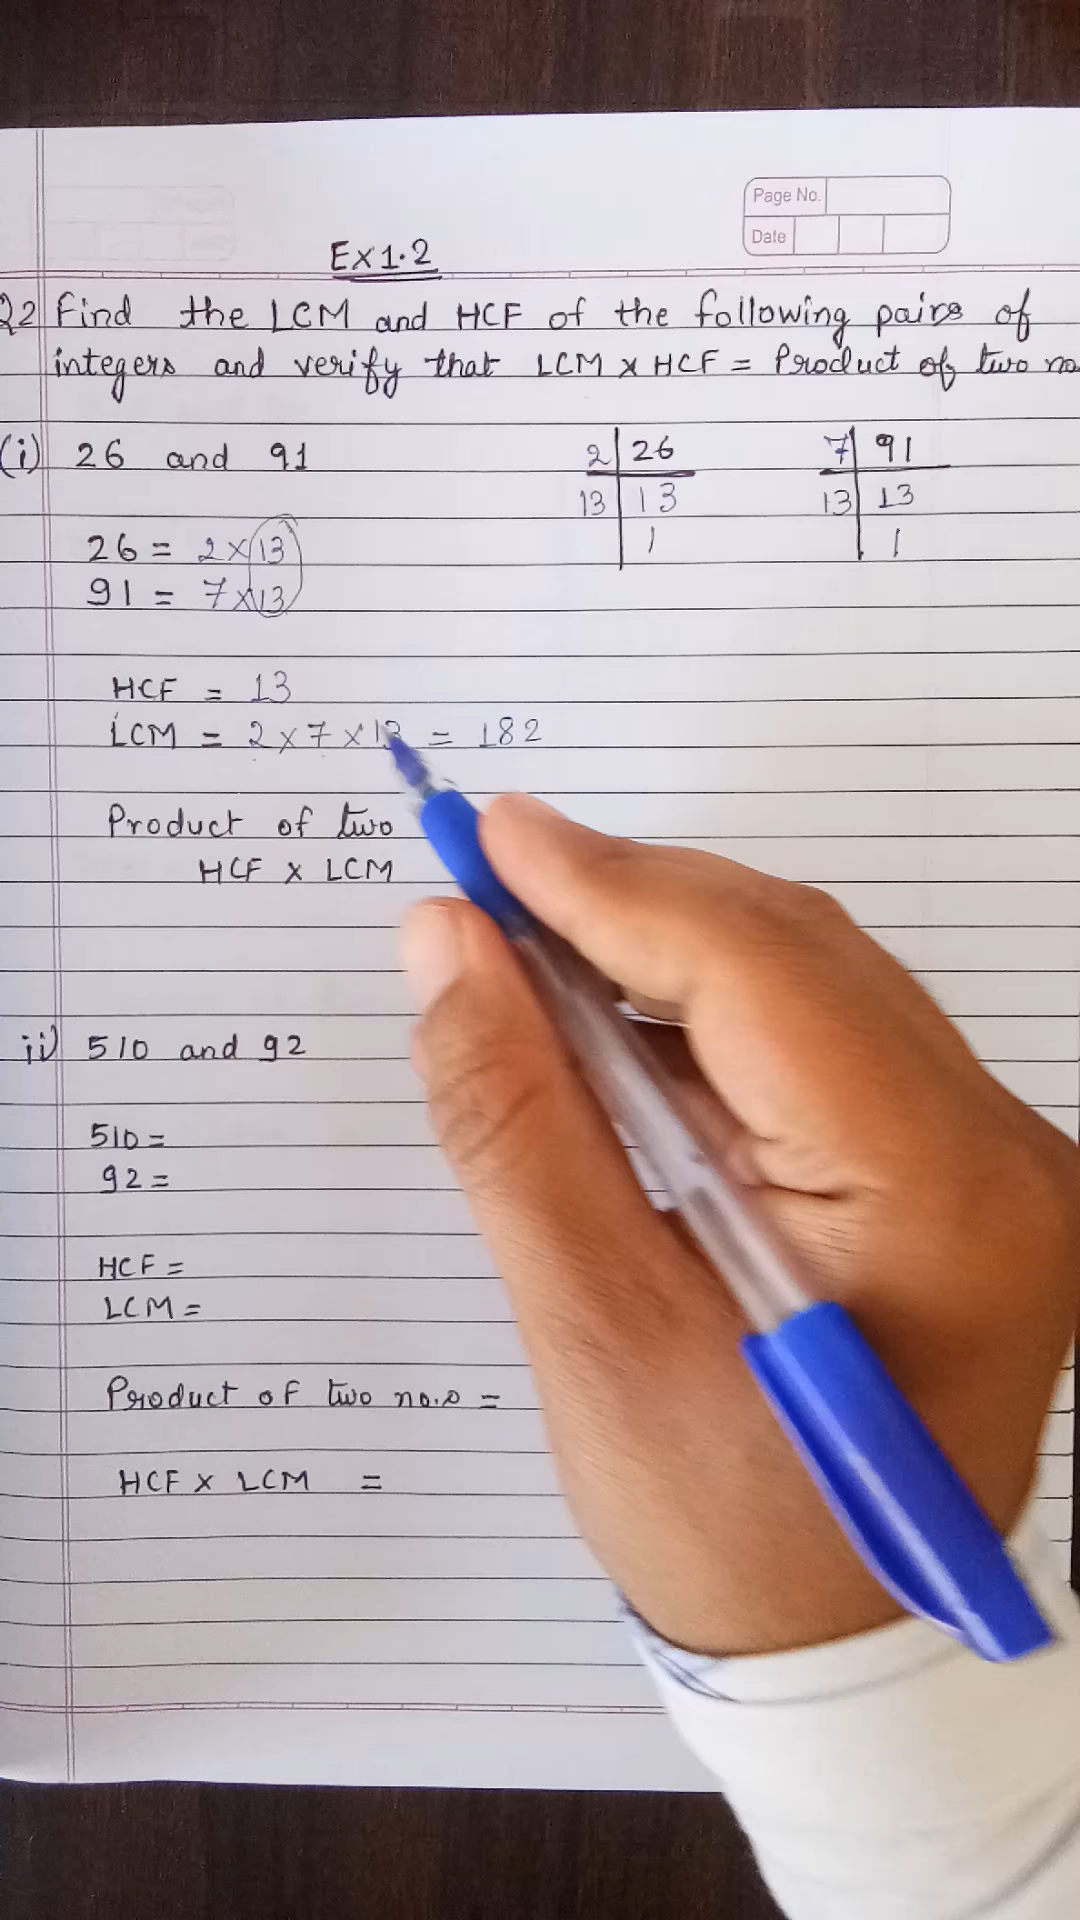 Page No.
Date
Ex 1.2
Q2 Find the LCM and HCF of the following pairs of
integers and verify that LCM x HCF = Product of two no
(i) 26 and 91
2 26
13 13
1
7 91
13 13
1
26 = 2 x 13
91 = 7 x 13
HCF = 13
LCM = 2 x 7 x 13 = 182
Product of two
HCF x LCM
ii) 510 and 92
510 =
92 =
HCF =
LCM =
Product of two no.s =
HCF x LCM =